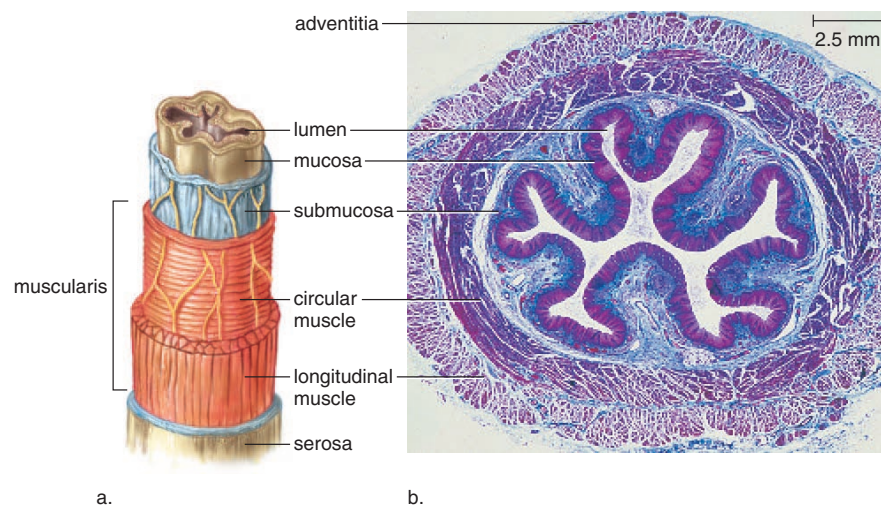 adventitia
2.5 mm
lumen
mucosa
submucosa
muscularis
circular
muscle
longitudinal
muscle
serosa
a.
b.